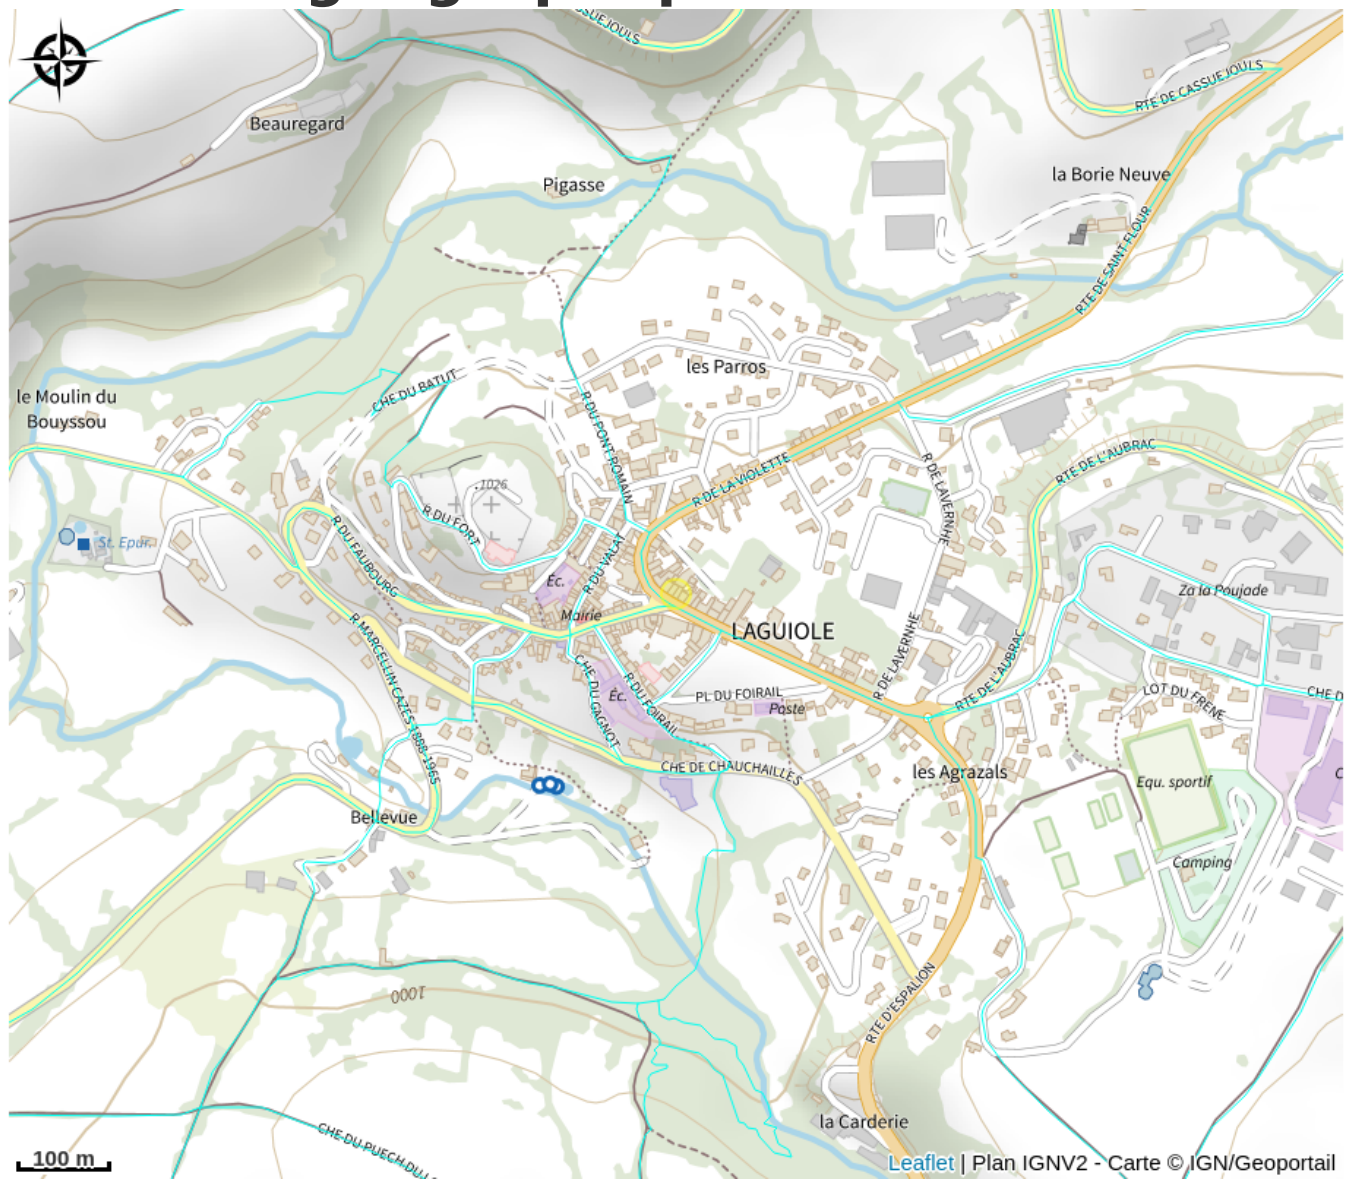 SSUEJOULS
RTE DE CASSUEJOULS
Beauregard
Pigasse
la Borie Neuve
RTE DE SAINT FLOUR
les Parros
CHE DU BATUT
le Moulin du
Bouyssou
R DU PONT ROMAIN
RTE DE L'AUBRAC
R DE LA VIOLETTE
R DE LAVERNHE
.1026
R DU FORT
R DU FAUBOURG
St. Epur.
R DU VALAT
Éc.
Za la Poujade
Mairie
LAGUIOLE
R MARCELLIN CAZES 1888-1965
R DE LAVERNHE
RTE DE L'AUBRAC
CHE DU GAGNOT
Éc.
R DU FOIRAIL
PL DU FOIRAIL
Poste
LOT DU FRENE
CHE D
CHE DE CHAUCHAILLES
les Agrazals
Equ. sportif
C
Bellevue
Camping
1000
RTE D'ESPALION
la Carderie
CHE DU PUECH DU L
100 m
Leaflet | Plan IGNV2 - Carte © IGN/Geoportail